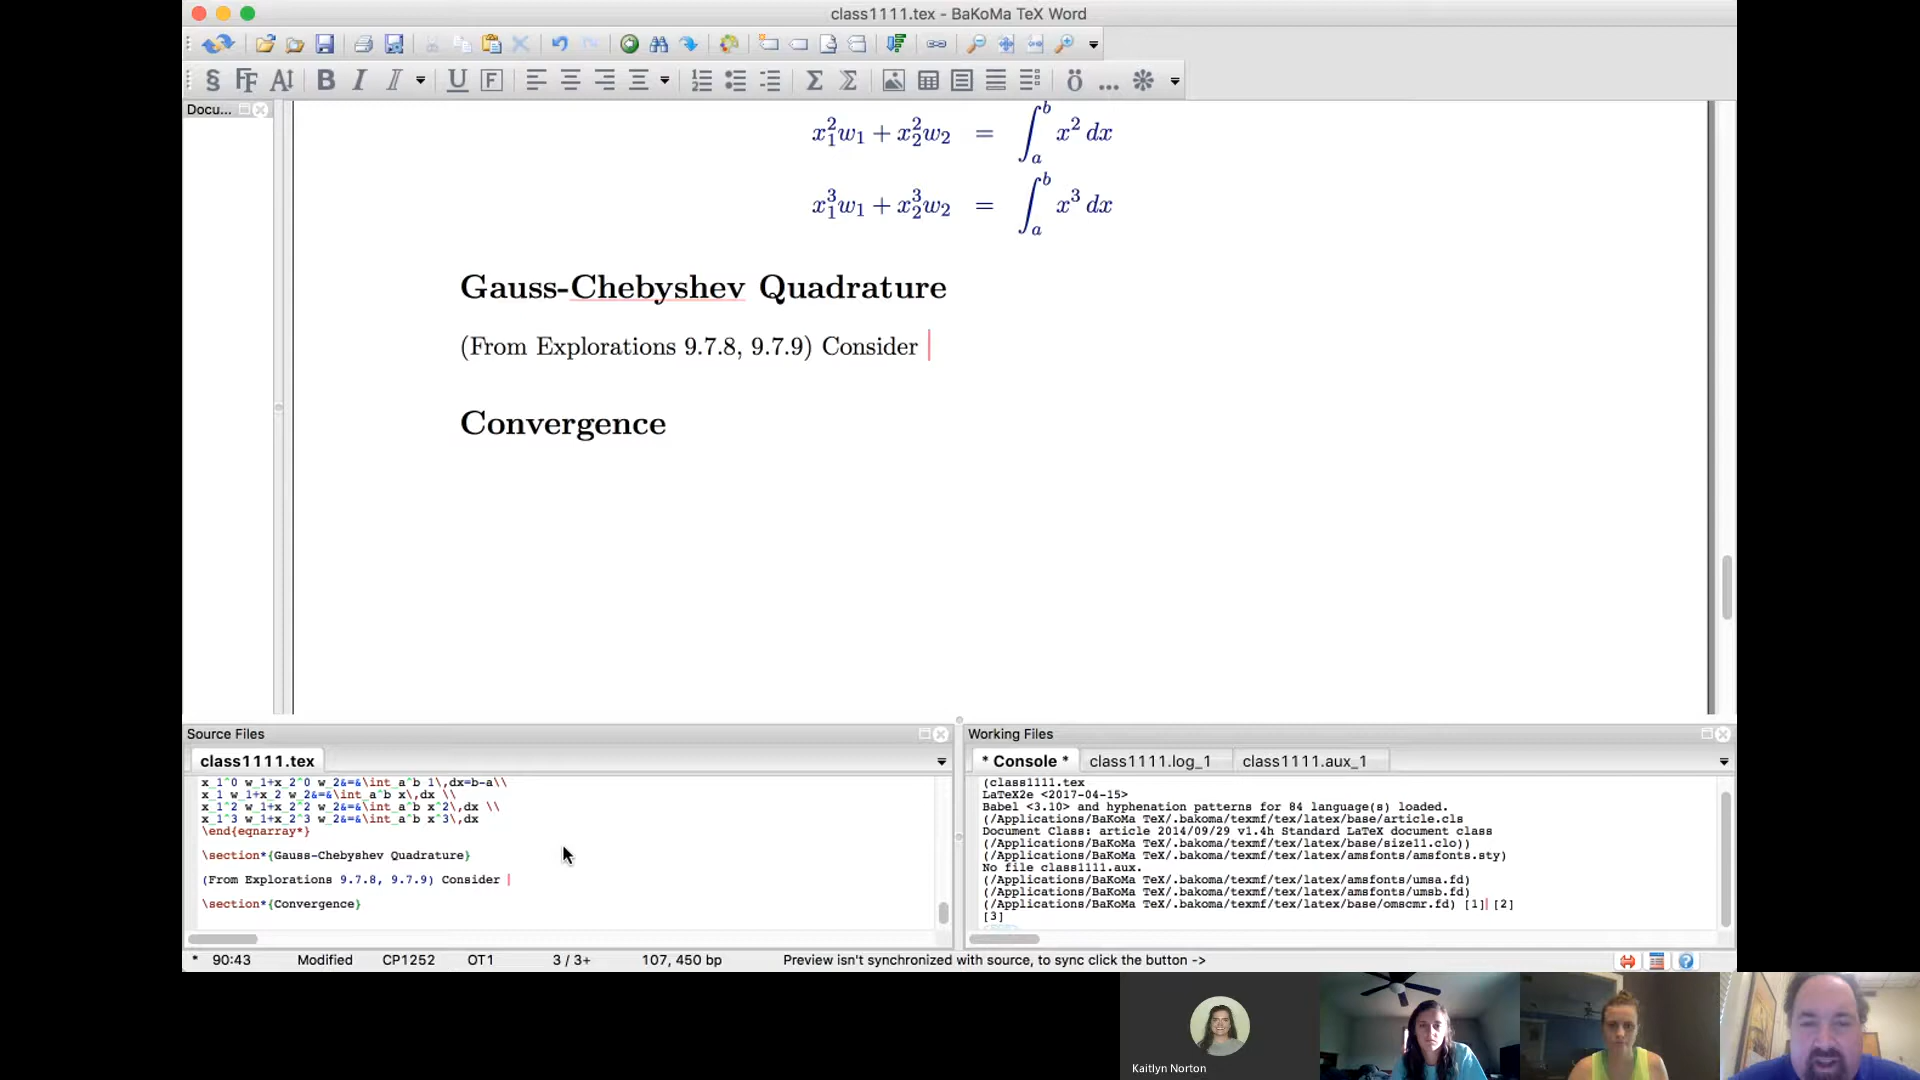 class1111.tex - BaKoMa TeX Word
Docu...
x_1^2 w_1 + x_2^2 w_2 = ∫_a^b x^2 dx
x_1^3 w_1 + x_2^3 w_2 = ∫_a^b x^3 dx
Gauss-Chebyshev Quadrature
(From Explorations 9.7.8, 9.7.9) Consider
Convergence
Source Files
class1111.tex
x_1^0 w_1+x_2^0 w_2&=&\int_a^b 1\,dx=b-a\\
x_1 w_1+x_2 w_2&=&\int_a^b x\,dx \\
x_1^2 w_1+x_2^2 w_2&=&\int_a^b x^2\,dx \\
x_1^3 w_1+x_2^3 w_2&=&\int_a^b x^3\,dx
\end{eqnarray*}
\section*{Gauss-Chebyshev Quadrature}
(From Explorations 9.7.8, 9.7.9) Consider
\section*{Convergence}
Working Files
* Console * class1111.log_1 class1111.aux_1
(class1111.tex
LaTeX2e <2017-04-15>
Babel <3.10> and hyphenation patterns for 84 language(s) loaded.
(/Applications/BaKoMa TeX/.bakoma/texmf/tex/latex/base/article.cls
Document Class: article 2014/09/29 v1.4h Standard LaTeX document class
(/Applications/BaKoMa TeX/.bakoma/texmf/tex/latex/base/size11.clo))
(/Applications/BaKoMa TeX/.bakoma/texmf/tex/latex/amsfonts/amsfonts.sty)
No file class1111.aux.
(/Applications/BaKoMa TeX/.bakoma/texmf/tex/latex/amsfonts/umsa.fd)
(/Applications/BaKoMa TeX/.bakoma/texmf/tex/latex/amsfonts/umsb.fd)
(/Applications/BaKoMa TeX/.bakoma/texmf/tex/latex/base/omscmr.fd) [1] [2]
[3]
* 90:43 Modified CP1252 OT1 3 / 3+ 107, 450 bp Preview isn't synchronized with source, to sync click the button ->
Kaitlyn Norton